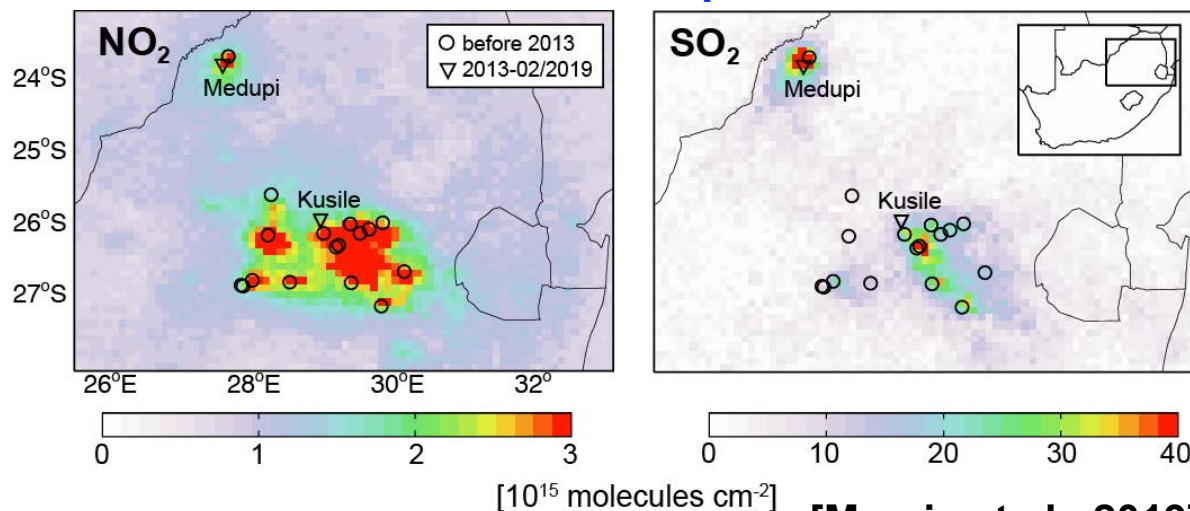 NO2
○ before 2013
▽ 2013-02/2019
Medupi
Kusile
24°S
25°S
26°S
27°S
26°E 28°E 30°E 32°
0 1 2 3
SO2
Medupi
Kusile
0 10 20 30 40
[10^15 molecules cm^-2]